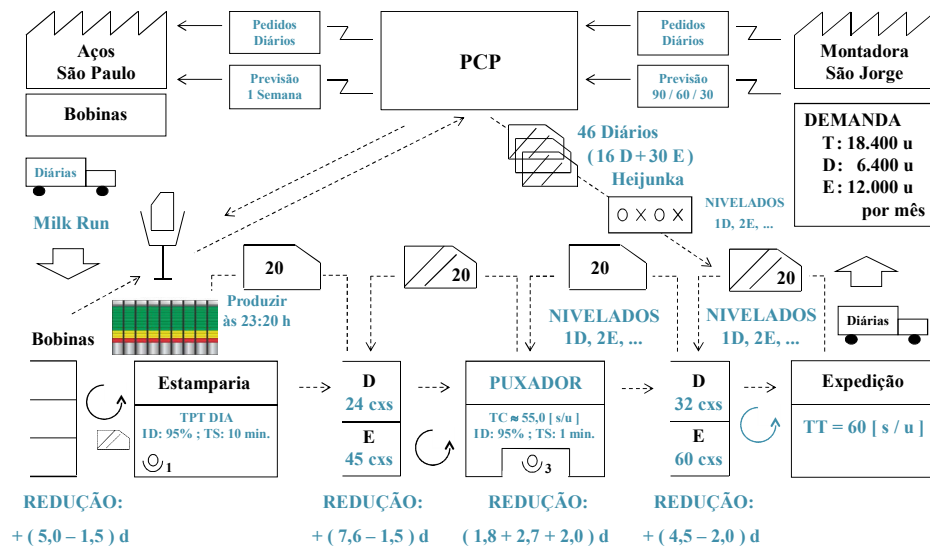 Aços
São Paulo
Bobinas
Pedidos
Diários
Previsão
1 Semana
PCP
Pedidos
Diários
Previsão
90 / 60 / 30
Montadora
São Jorge
DEMANDA
T: 18.400 u
D: 6.400 u
E: 12.000 u
por mês
46 Diários
( 16 D + 30 E )
Heijunka
O X O X
NIVELADOS
1D, 2E, ...
Diárias
Milk Run
20
Produzir
às 23:20 h
20
20
NIVELADOS
1D, 2E, ...
20
NIVELADOS
1D, 2E, ...
Diárias
Bobinas
Estamparia
TPT DIA
ID: 95% ; TS: 10 min.
1
D
24 cxs
E
45 cxs
PUXADOR
TC ≈ 55,0 [ s/u ]
ID: 95% ; TS: 1 min.
3
D
32 cxs
E
60 cxs
Expedição
TT = 60 [ s / u ]
REDUÇÃO:
+ ( 5,0 – 1,5 ) d
REDUÇÃO:
+ ( 7,6 – 1,5 ) d
REDUÇÃO:
( 1,8 + 2,7 + 2,0 ) d
REDUÇÃO:
+ ( 4,5 – 2,0 ) d